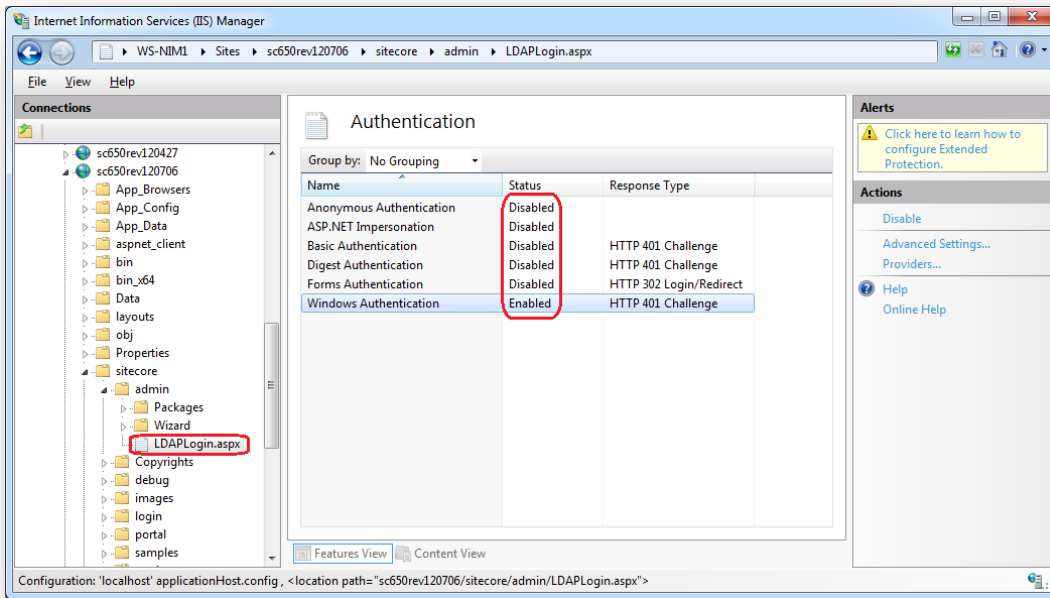 Internet Information Services (IIS) Manager
WS-NIM1 Sites sc650rev120706 sitecore admin LDAPLogin.aspx
File View Help
Connections
sc650rev120427
sc650rev120706
App_Browsers
App_Config
App_Data
aspnet_client
bin
bin_x64
Data
layouts
obj
Properties
sitecore
admin
Packages
Wizard
LDAPLogin.aspx
Copyrights
debug
images
login
portal
samples
Authentication
Group by: No Grouping
Name Status Response Type
Anonymous Authentication Disabled
ASP.NET Impersonation Disabled
Basic Authentication Disabled HTTP 401 Challenge
Digest Authentication Disabled HTTP 401 Challenge
Forms Authentication Disabled HTTP 302 Login/Redirect
Windows Authentication Enabled HTTP 401 Challenge
Features View Content View
Alerts
Click here to learn how to
configure Extended
Protection.
Actions
Disable
Advanced Settings...
Providers...
Help
Online Help
Configuration: 'localhost' applicationHost.config , <location path="sc650rev120706/sitecore/admin/LDAPLogin.aspx">